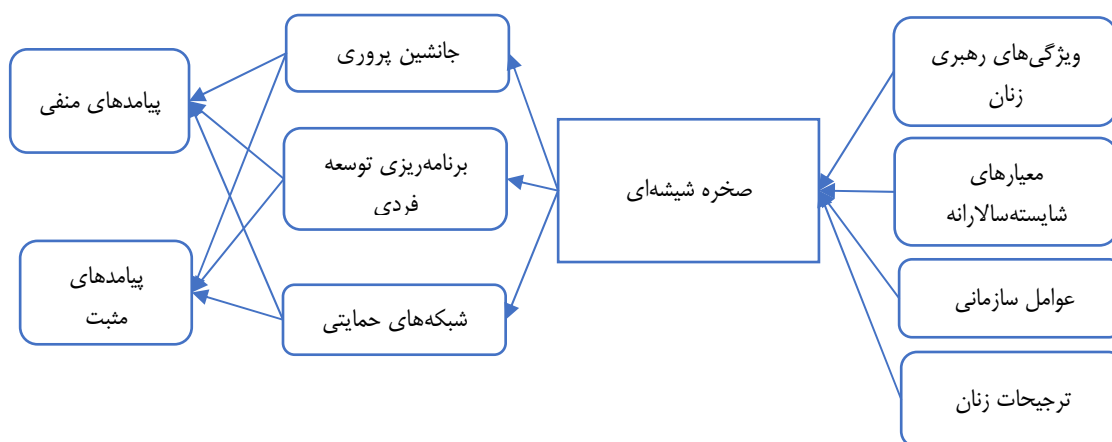 ویژگی‌های رهبری
زنان
معیارهای
شایسته‌سالارانه
عوامل سازمانی
ترجیحات زنان
صخره شیشه‌ای
جانشین پروری
برنامه‌ریزی توسعه
فردی
شبکه‌های حمایتی
پیامدهای منفی
پیامدهای
مثبت